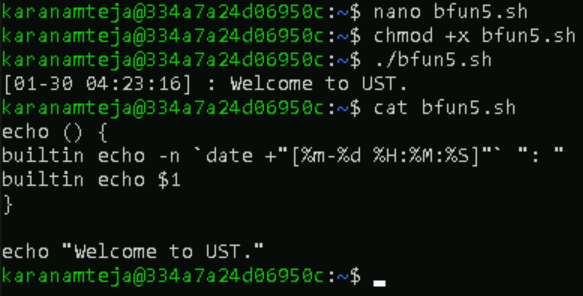 karanamteja@334a7a24d06950c:~$ nano bfun5.sh
karanamteja@334a7a24d06950c:~$ chmod +x bfun5.sh
karanamteja@334a7a24d06950c:~$ ./bfun5.sh
[01-30 04:23:16] : Welcome to UST.
karanamteja@334a7a24d06950c:~$ cat bfun5.sh
echo () {
builtin echo -n `date +"[%m-%d %H:%M:%S]"` ": "
builtin echo $1
}
echo "Welcome to UST."
karanamteja@334a7a24d06950c:~$